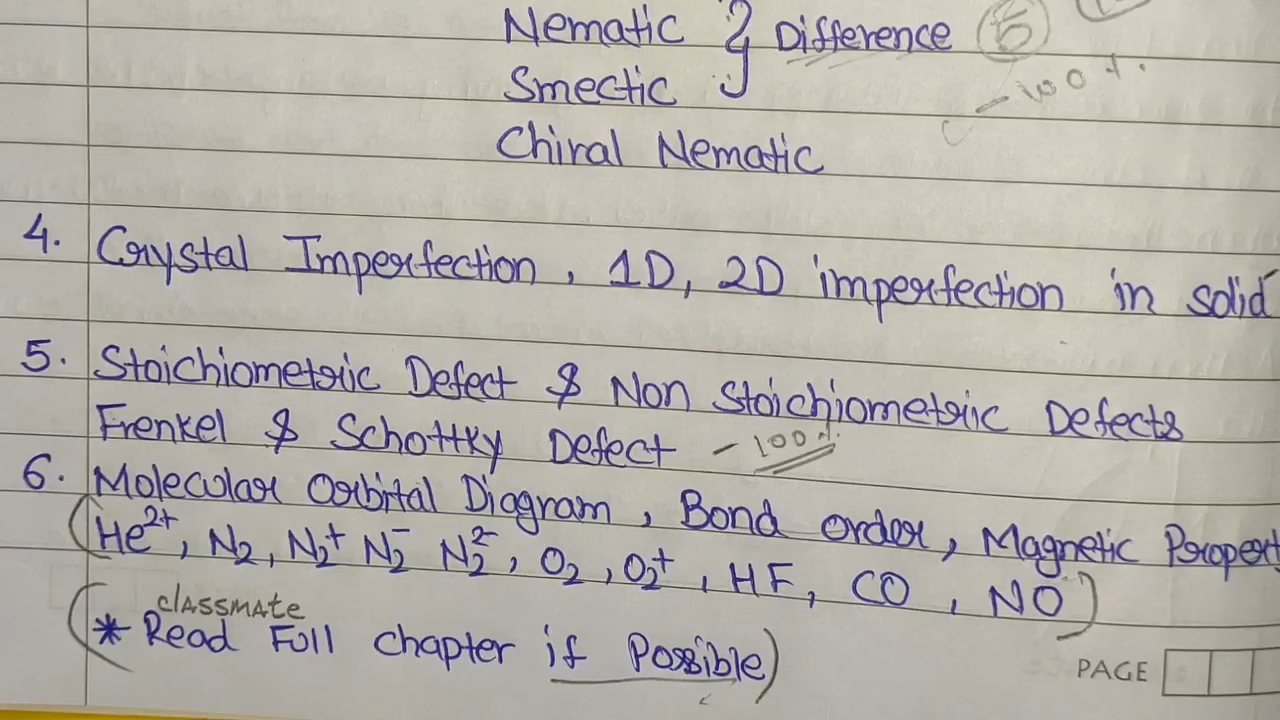 Nematic } Difference (5)
Smectic - 100%.
Chiral Nematic
4. Crystal Imperfection, 1D, 2D imperfection in solid
5. Stoichiometric Defect & Non Stoichiometric Defects
Frenkel & Schottky Defect - 100%.
6. Molecular Orbital Diagram, Bond order, Magnetic Propert
(He²⁺, N₂, N₂⁺ N₂⁻ N₂²⁻, O₂, O₂⁺, HF, CO, NO)
classmate
(* Read Full chapter if Possible)
PAGE